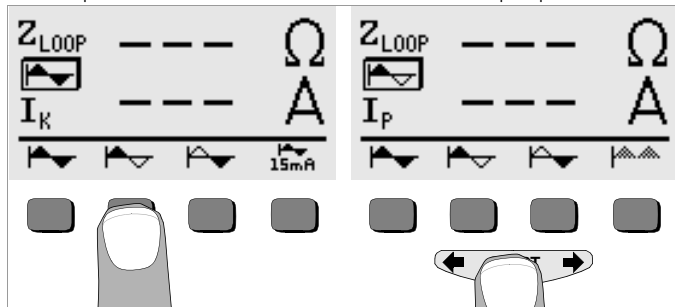 Z LOOP – – – Ω
I K – – – A
15mA
Z LOOP – – – Ω
I P – – – A